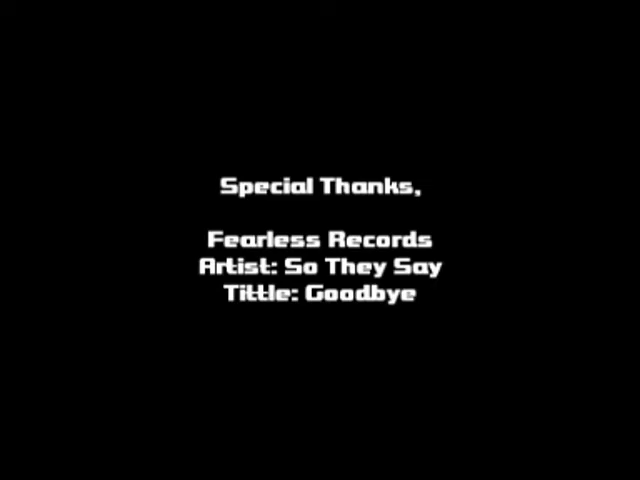 Special Thanks,
Fearless Records
Artist: So They Say
Tittle: Goodbye